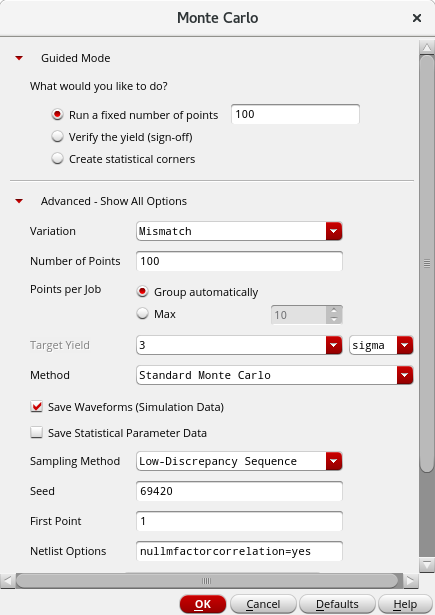 Monte Carlo
Guided Mode
What would you like to do?
Run a fixed number of points 100
Verify the yield (sign-off)
Create statistical corners
Advanced - Show All Options
Variation Mismatch
Number of Points 100
Points per Job Group automatically
Max 10
Target Yield 3 sigma
Method Standard Monte Carlo
Save Waveforms (Simulation Data)
Save Statistical Parameter Data
Sampling Method Low-Discrepancy Sequence
Seed 69420
First Point 1
Netlist Options nullmfactorcorrelation=yes
OK Cancel Defaults Help